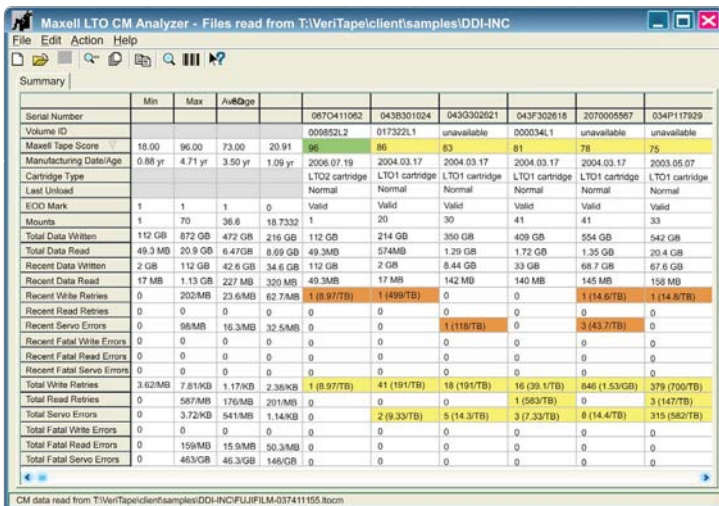 Maxell LTO CM Analyzer - Files read from T:\VeriTape\client\samples\DDI-INC
File Edit Action Help
Summary
Min Max
Serial Number 067O411062 043B301024 043G302621 043F302618 2070005567 034P117929
Volume ID 009852L2 017322L1 unavailable 000034L1 unavailable unavailable
Maxell Tape Score 18.00 96.00 73.00 20.91 96 86 83 81 78 75
Manufacturing Date/Age 0.88 yr 4.71 yr 3.50 yr 1.09 yr 2006.07.19 2004.03.17 2004.03.17 2004.03.17 2004.03.17 2003.05.07
Cartridge Type LTO2 cartridge LTO1 cartridge LTO1 cartridge LTO1 cartridge LTO1 cartridge LTO1 cartridge
Last Unload Normal Normal Normal Normal Normal Normal
EOD Mark 1 1 1 0 Valid Valid Valid Valid Valid Valid
Mounts 1 70 36.6 18.7332 1 20 30 41 41 33
Total Data Written 112 GB 872 GB 472 GB 216 GB 112 GB 214 GB 350 GB 409 GB 554 GB 542 GB
Total Data Read 49.3 MB 20.9 GB 6.47GB 8.69 GB 49.3MB 574MB 1.29 GB 1.72 GB 1.35 GB 20.4 GB
Recent Data Written 2 GB 112 GB 42.6 GB 34.6 GB 112 GB 2 GB 8.44 GB 33 GB 68.7 GB 67.6 GB
Recent Data Read 17 MB 1.13 GB 227 MB 320 MB 49.3MB 17 MB 142 MB 140 MB 145 MB 158 MB
Recent Write Retries 0 202/MB 23.6/MB 62.7/MB 1 (8.97/TB) 1 (499/TB) 0 0 1 (14.6/TB) 1 (14.8/TB)
Recent Read Retries 0 0 0 0 0 0 0 0 0 0
Recent Servo Errors 0 98/MB 16.3/MB 32.5/MB 0 0 1 (118/TB) 0 3 (43.7/TB) 0
Recent Fatal Write Errors 0 0 0 0 0 0 0 0 0 0
Recent Fatal Read Errors 0 0 0 0 0 0 0 0 0 0
Recent Fatal Servo Errors 0 0 0 0 0 0 0 0 0 0
Total Write Retries 3.62/MB 7.81/KB 1.17/KB 2.38/KB 1 (8.97/TB) 41 (191/TB) 18 (191/TB) 16 (39.1/TB) 846 (1.53/GB) 379 (700/TB)
Total Read Retries 0 587/MB 176/MB 201/MB 0 0 0 1 (583/TB) 0 3 (147/TB)
Total Servo Errors 0 3.72/KB 541/MB 1.14/KB 0 2 (9.33/TB) 5 (14.3/TB) 3 (7.33/TB) 8 (14.4/TB) 315 (582/TB)
Total Fatal Write Errors 0 0 0 0 0 0 0 0 0 0
Total Fatal Read Errors 0 159/MB 15.9/MB 50.3/MB 0 0 0 0 0 0
Total Fatal Servo Errors 0 463/GB 46.3/GB 146/GB 0 0 0 0 0 0
CM data read from T:\VeriTape\client\samples\DDI-INC\FUJIFILM-037411155.ltocm